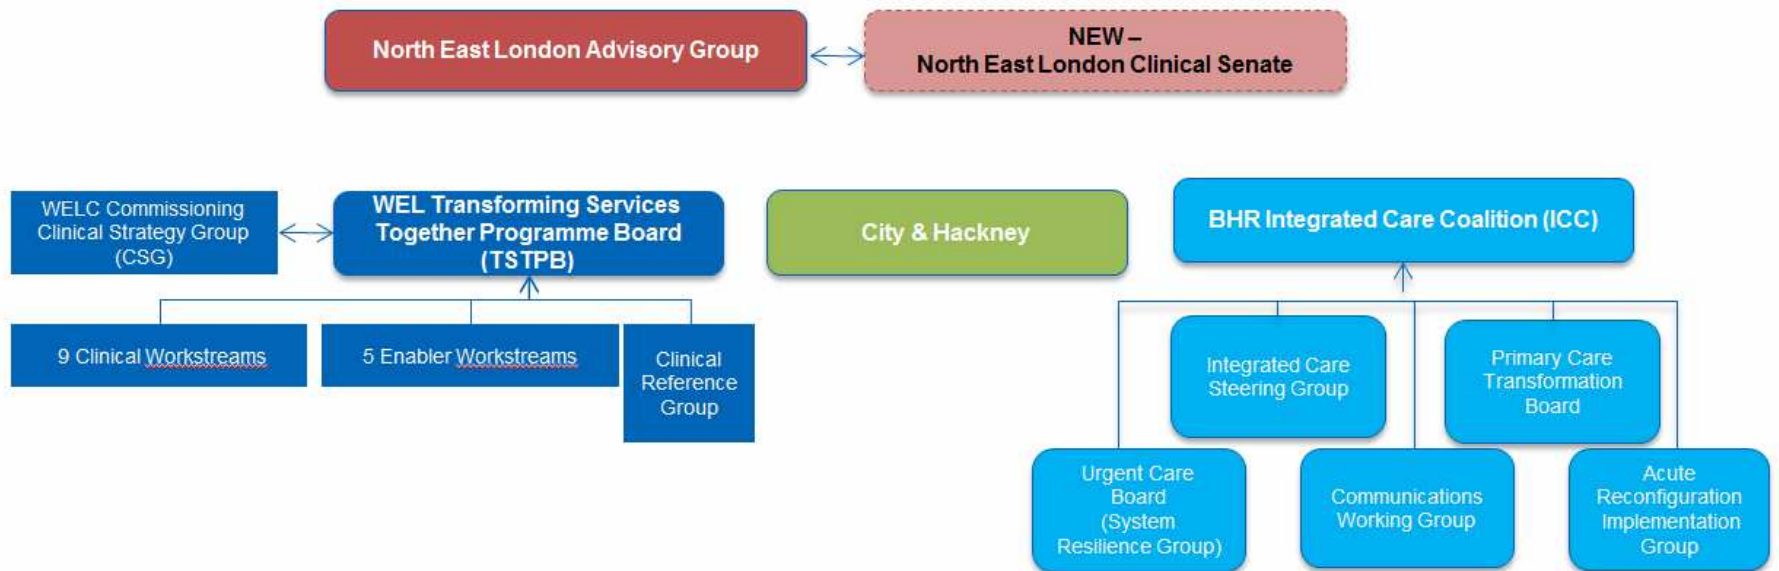 North East London Advisory Group
NEW –
North East London Clinical Senate
WELC Commissioning
Clinical Strategy Group
(CSG)
WEL Transforming Services
Together Programme Board
(TSTPB)
City & Hackney
BHR Integrated Care Coalition (ICC)
9 Clinical Workstreams
5 Enabler Workstreams
Clinical
Reference
Group
Integrated Care
Steering Group
Primary Care
Transformation
Board
Urgent Care
Board
(System
Resilience Group)
Communications
Working Group
Acute
Reconfiguration
Implementation
Group